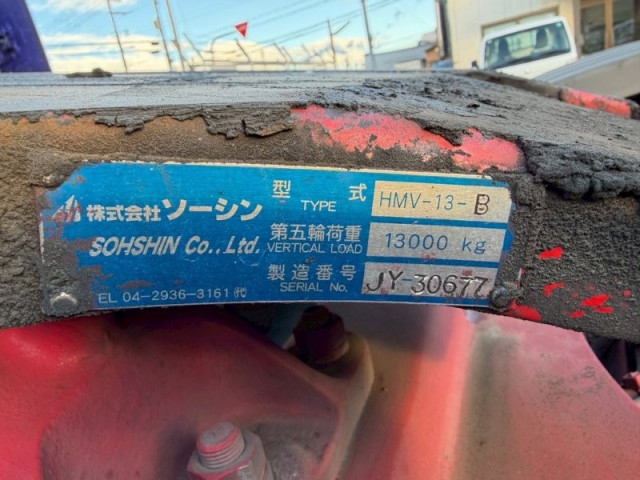 型式 TYPE HMV-13-B
株式会社ソーシン
SOHSHIN Co.,Ltd.
第五輪荷重 VERTICAL LOAD 13000 kg
製造番号 SERIAL No. JY-30677
EL 04-2936-3161(代)